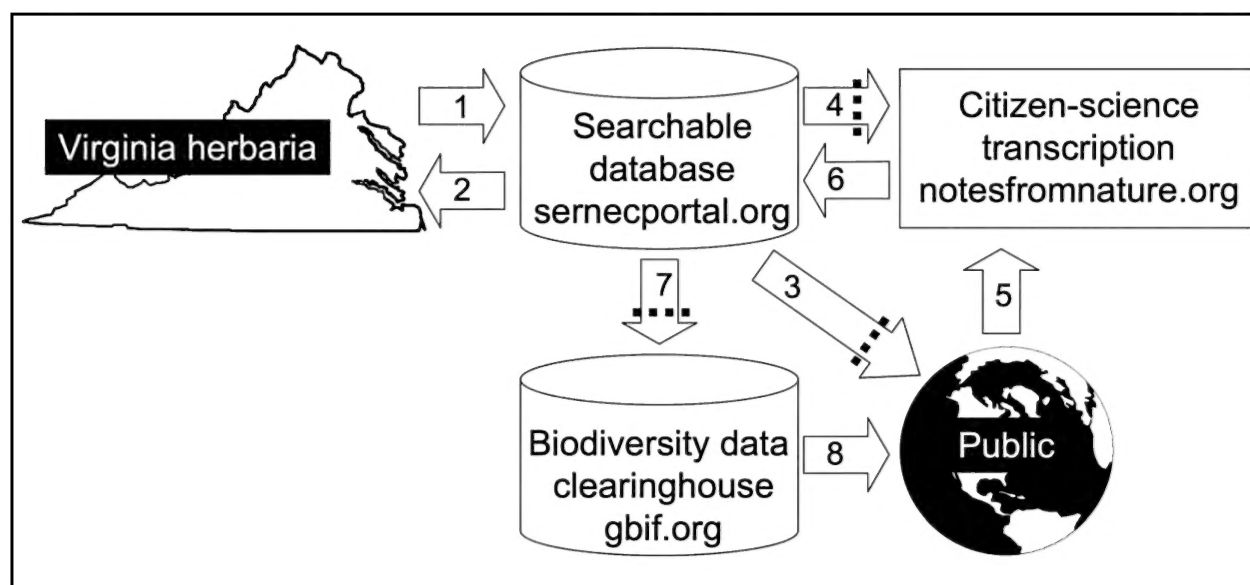 Virginia herbaria
1
2
Searchable
database
sernecportal.org
4
6
Citizen-science
transcription
notesfromnature.org
7
3
5
Biodiversity data
clearinghouse
gbif.org
8
Public